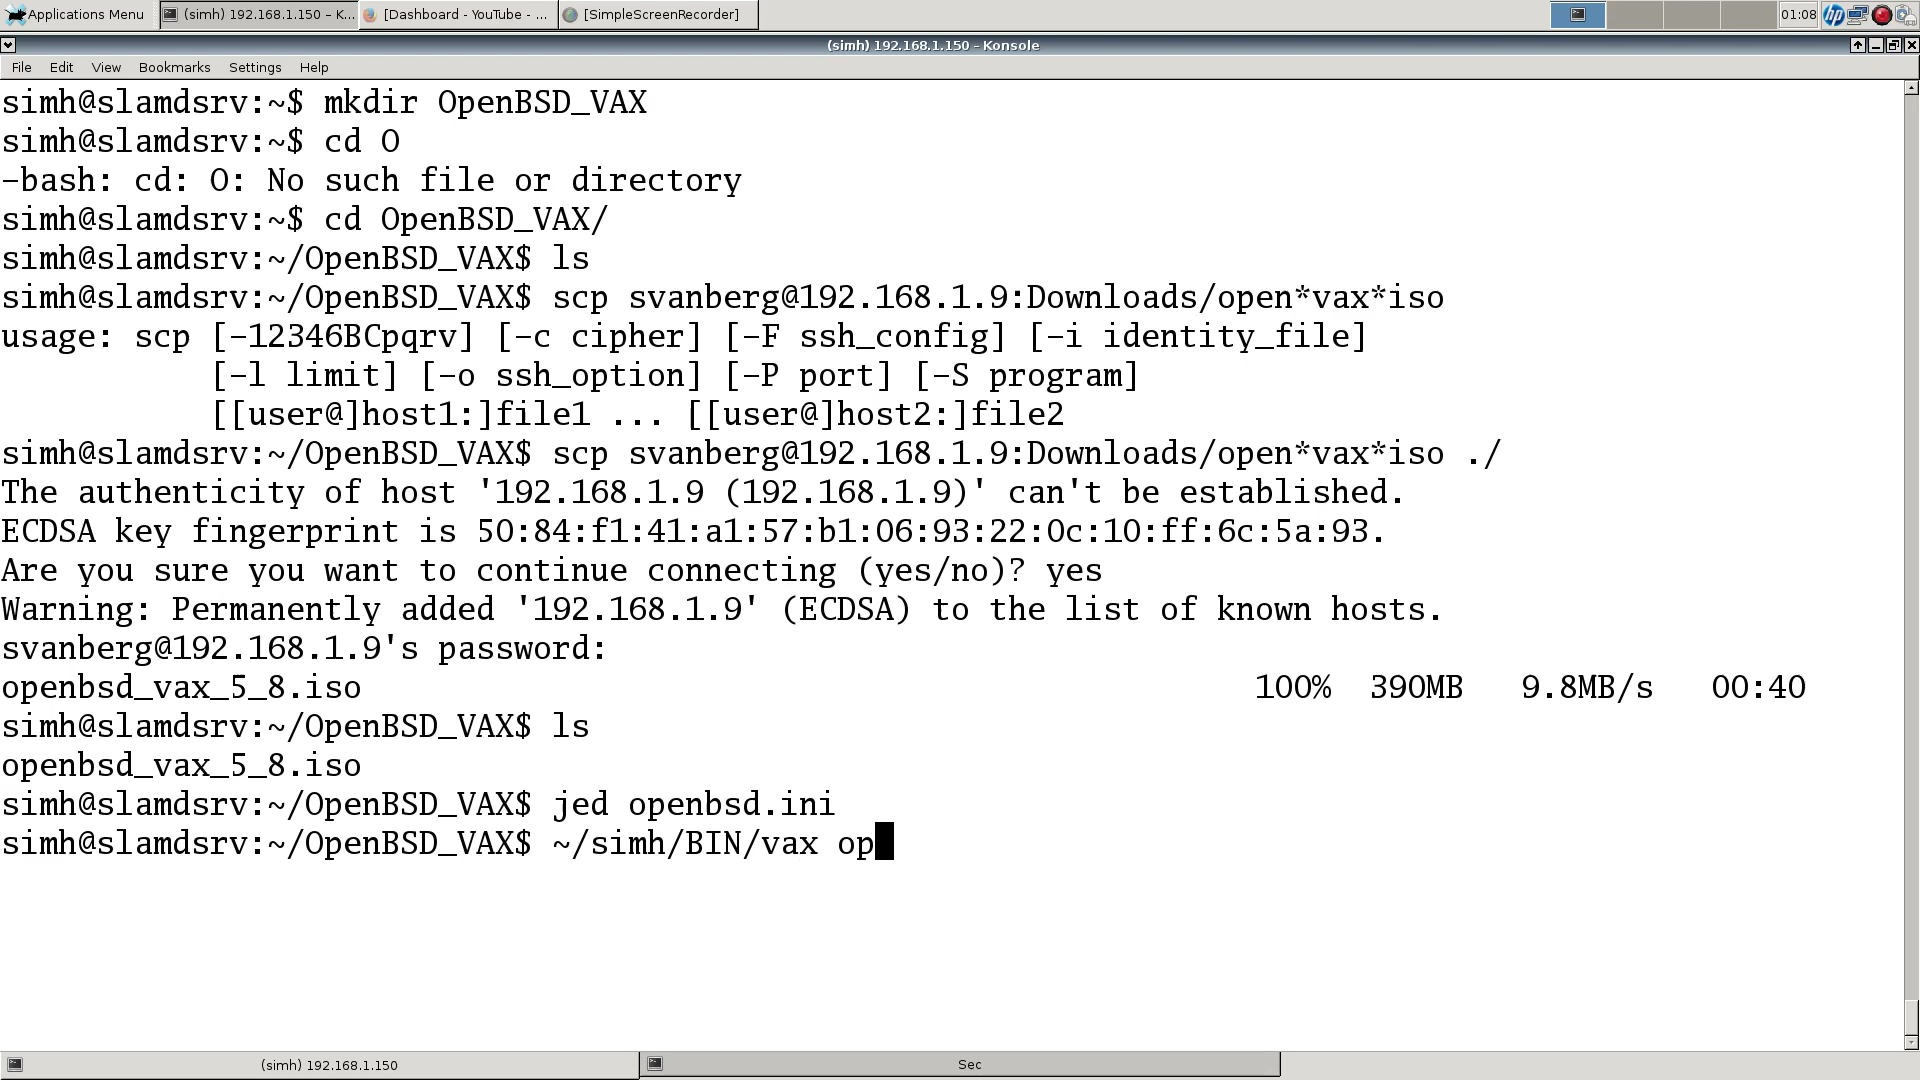 Applications Menu
(simh) 192.168.1.150 – K...
[Dashboard - YouTube - ...
[SimpleScreenRecorder]
01:08
(simh) 192.168.1.150 – Konsole
File Edit View Bookmarks Settings Help
simh@slamdsrv:~$ mkdir OpenBSD_VAX
simh@slamdsrv:~$ cd O
-bash: cd: O: No such file or directory
simh@slamdsrv:~$ cd OpenBSD_VAX/
simh@slamdsrv:~/OpenBSD_VAX$ ls
simh@slamdsrv:~/OpenBSD_VAX$ scp svanberg@192.168.1.9:Downloads/open*vax*iso
usage: scp [-12346BCpqrv] [-c cipher] [-F ssh_config] [-i identity_file]
           [-l limit] [-o ssh_option] [-P port] [-S program]
           [[user@]host1:]file1 ... [[user@]host2:]file2
simh@slamdsrv:~/OpenBSD_VAX$ scp svanberg@192.168.1.9:Downloads/open*vax*iso ./
The authenticity of host '192.168.1.9 (192.168.1.9)' can't be established.
ECDSA key fingerprint is 50:84:f1:41:a1:57:b1:06:93:22:0c:10:ff:6c:5a:93.
Are you sure you want to continue connecting (yes/no)? yes
Warning: Permanently added '192.168.1.9' (ECDSA) to the list of known hosts.
svanberg@192.168.1.9's password:
openbsd_vax_5_8.iso 100% 390MB 9.8MB/s 00:40
simh@slamdsrv:~/OpenBSD_VAX$ ls
openbsd_vax_5_8.iso
simh@slamdsrv:~/OpenBSD_VAX$ jed openbsd.ini
simh@slamdsrv:~/OpenBSD_VAX$ ~/simh/BIN/vax op
(simh) 192.168.1.150
Sec